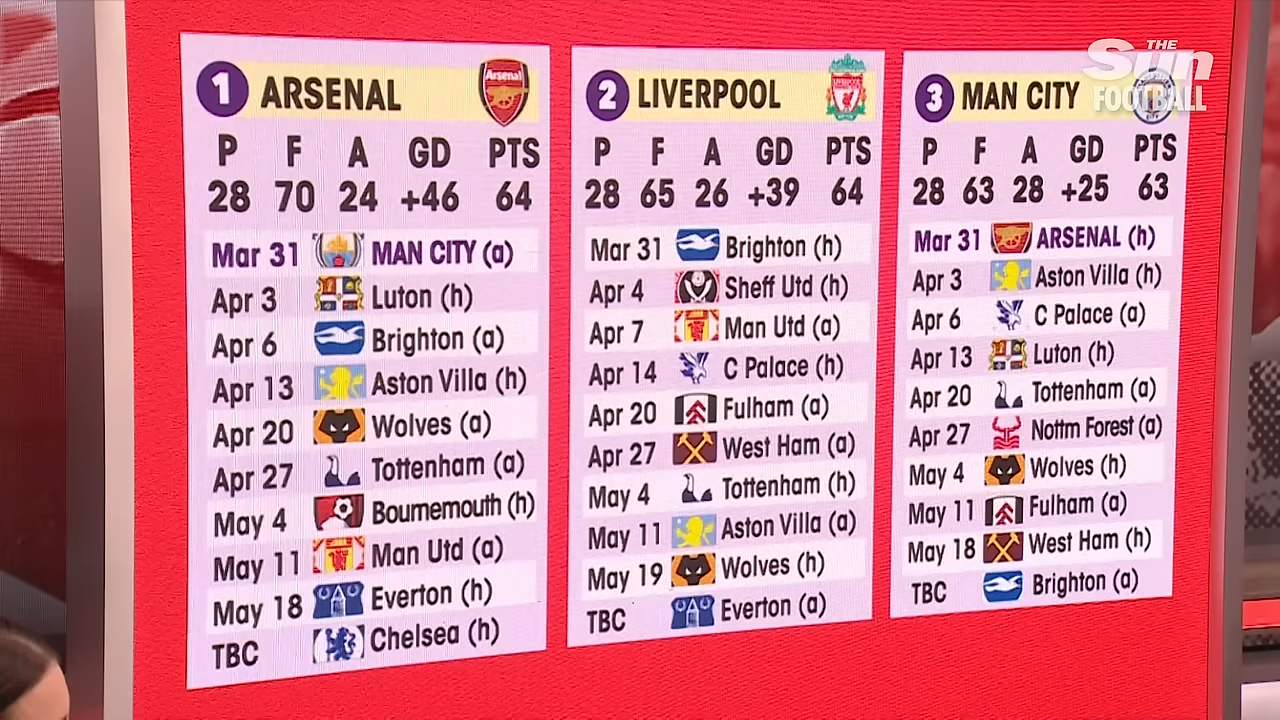 THE
Sun
FOOTBALL
1 ARSENAL Arsenal
P F A GD PTS
28 70 24 +46 64
Mar 31 MAN CITY (a)
Apr 3 Luton (h)
Apr 6 Brighton (a)
Apr 13 Aston Villa (h)
Apr 20 Wolves (a)
Apr 27 Tottenham (a)
May 4 Bournemouth (h)
May 11 Man Utd (a)
May 18 Everton (h)
TBC Chelsea (h)
2 LIVERPOOL
P F A GD PTS
28 65 26 +39 64
Mar 31 Brighton (h)
Apr 4 Sheff Utd (h)
Apr 7 Man Utd (a)
Apr 14 C Palace (h)
Apr 20 Fulham (a)
Apr 27 West Ham (a)
May 4 Tottenham (h)
May 11 Aston Villa (a)
May 19 Wolves (h)
TBC Everton (a)
3 MAN CITY
P F A GD PTS
28 63 28 +25 63
Mar 31 ARSENAL (h)
Apr 3 Aston Villa (h)
Apr 6 C Palace (a)
Apr 13 Luton (h)
Apr 20 Tottenham (a)
Apr 27 Nottm Forest (a)
May 4 Wolves (h)
May 11 Fulham (a)
May 18 West Ham (h)
TBC Brighton (a)